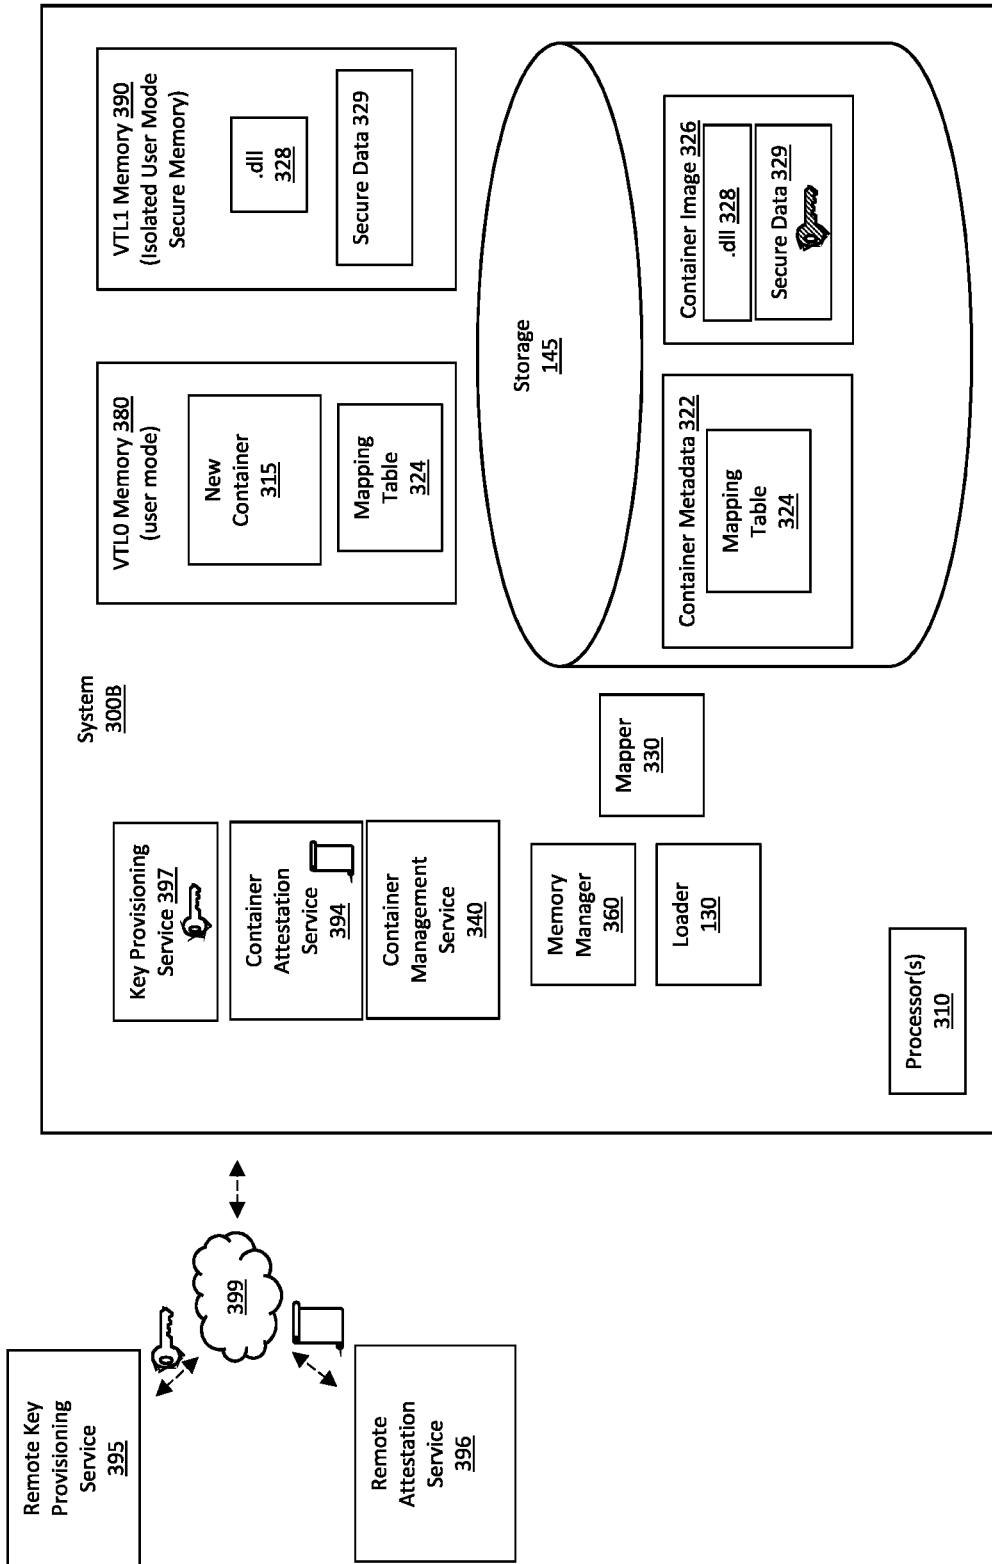 Remote Key
Provisioning
Service
395
399
Remote
Attestation
Service
396
System
300B
Key Provisioning
Service 397
Container
Attestation
Service
394
Container
Management
Service
340
Memory
Manager
360
Loader
130
Mapper
330
Processor(s)
310
VTL0 Memory 380
(user mode)
New
Container
315
Mapping
Table
324
VTL1 Memory 390
(Isolated User Mode
Secure Memory)
.dll
328
Secure Data 329
Storage
145
Container Metadata 322
Mapping
Table
324
Container Image 326
.dll 328
Secure Data 329